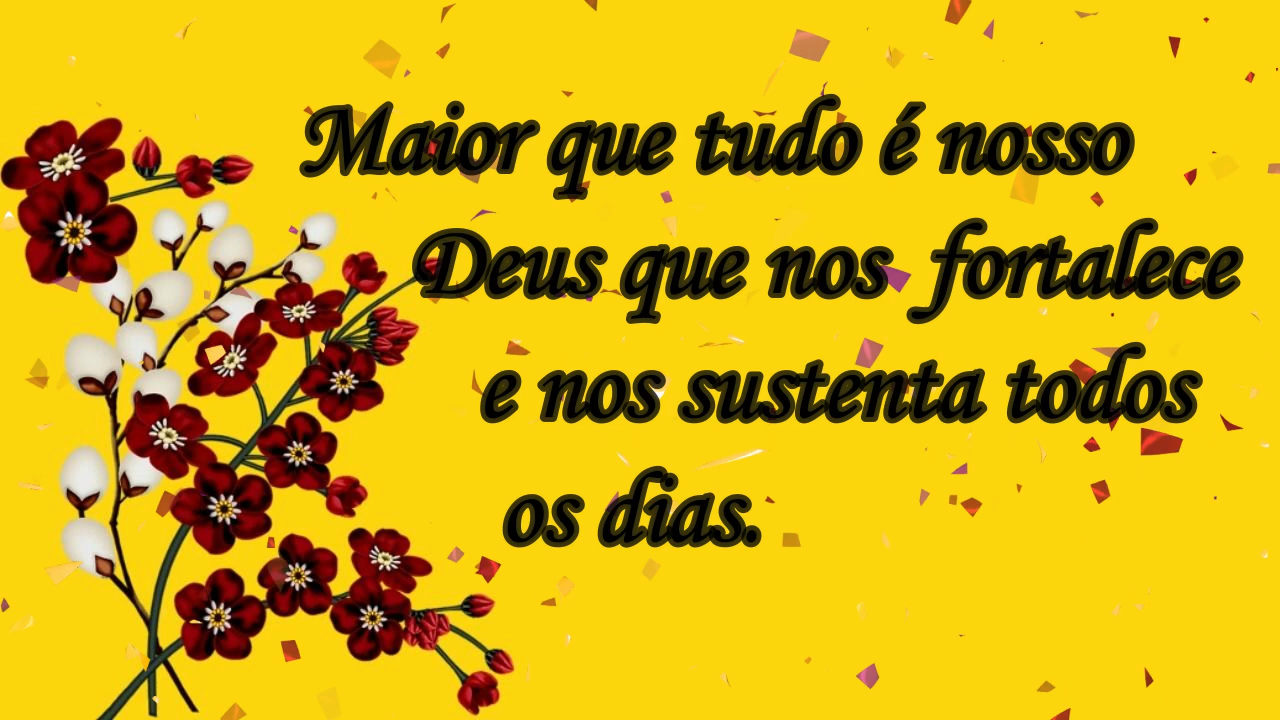 Maior que tudo é nosso
Deus que nos fortalece
e nos sustenta todos
os dias.